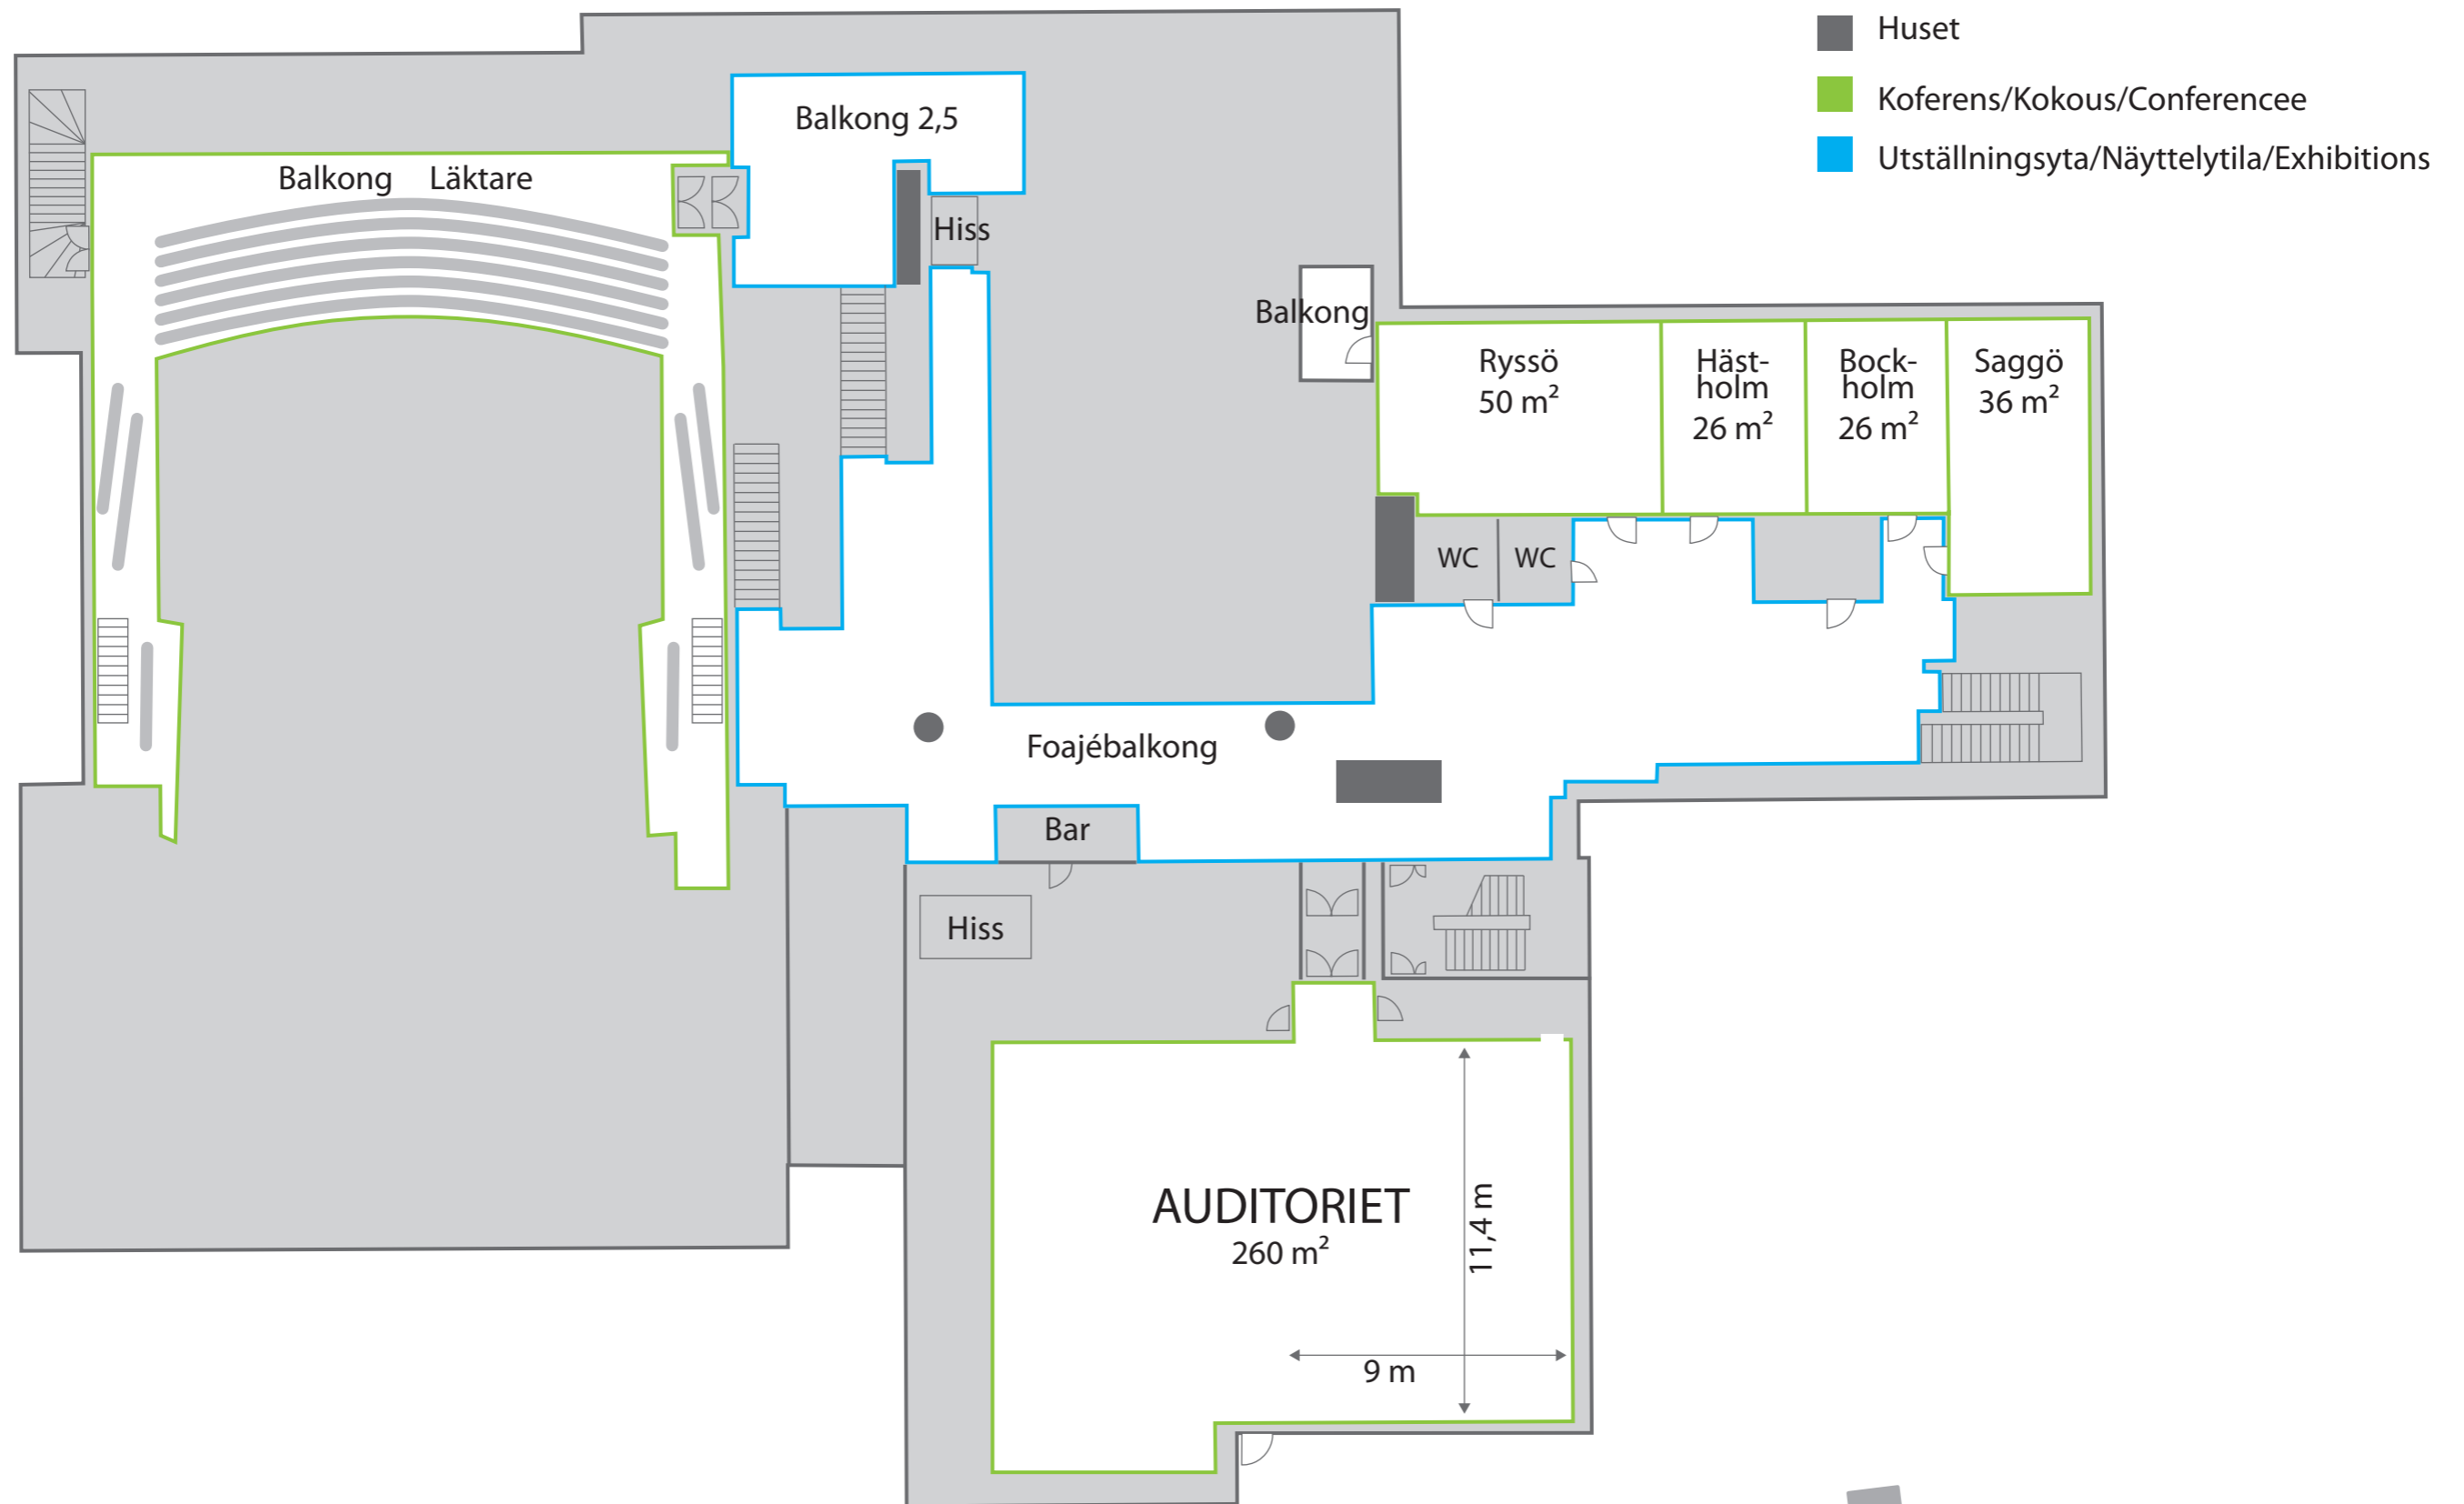 Huset
Koferens/Kokous/Conferencee
Utställningsyta/Näyttelytila/Exhibitions
Balkong 2,5
Balkong Läktare
Hiss
Balkong
Ryssö
50 m²
Häst-
holm
26 m²
Bock-
holm
26 m²
Saggö
36 m²
WC
WC
Foajébalkong
Bar
Hiss
AUDITORIET
260 m²
11,4 m
9 m